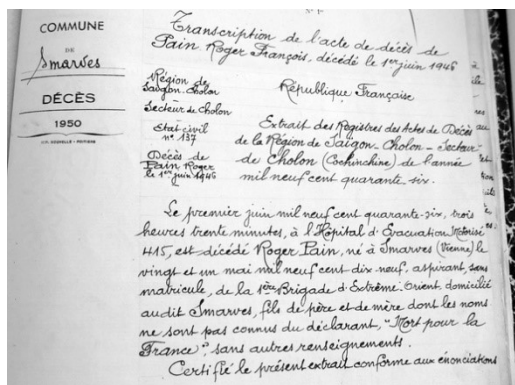 COMMUNE
DE
Smarves
DÉCÈS
1950
Transcription de l'acte de décès de
Pain Roger François, décédé le 1er juin 1946
Région de
Saïgon-Cholon
Secteur de Cholon
Etat civil
n° 137
Décès de
Pain Roger
le 1er juin 1946
République Française
Extrait des Registres des Actes de Décès
de la Région de Saïgon-Cholon-Secteur
de Cholon (Cochinchine) de l'année
mil neuf cent quarante-six.
Le premier juin mil neuf cent quarante-six, trois
heures trente minutes, à l'Hôpital d'Evacuation Motorisé
415, est décédé Roger Pain, né à Smarves (Vienne) le
vingt et un mai mil neuf cent dix-neuf, aspirant, sans
matricule, de la 1ère Brigade d'Extrême-Orient, domicilié
audit Smarves, fils de père et de mère dont les noms
ne sont pas connus du déclarant, "Mort pour la
France", sans autres renseignements.
Certifié le présent extrait conforme aux énonciations